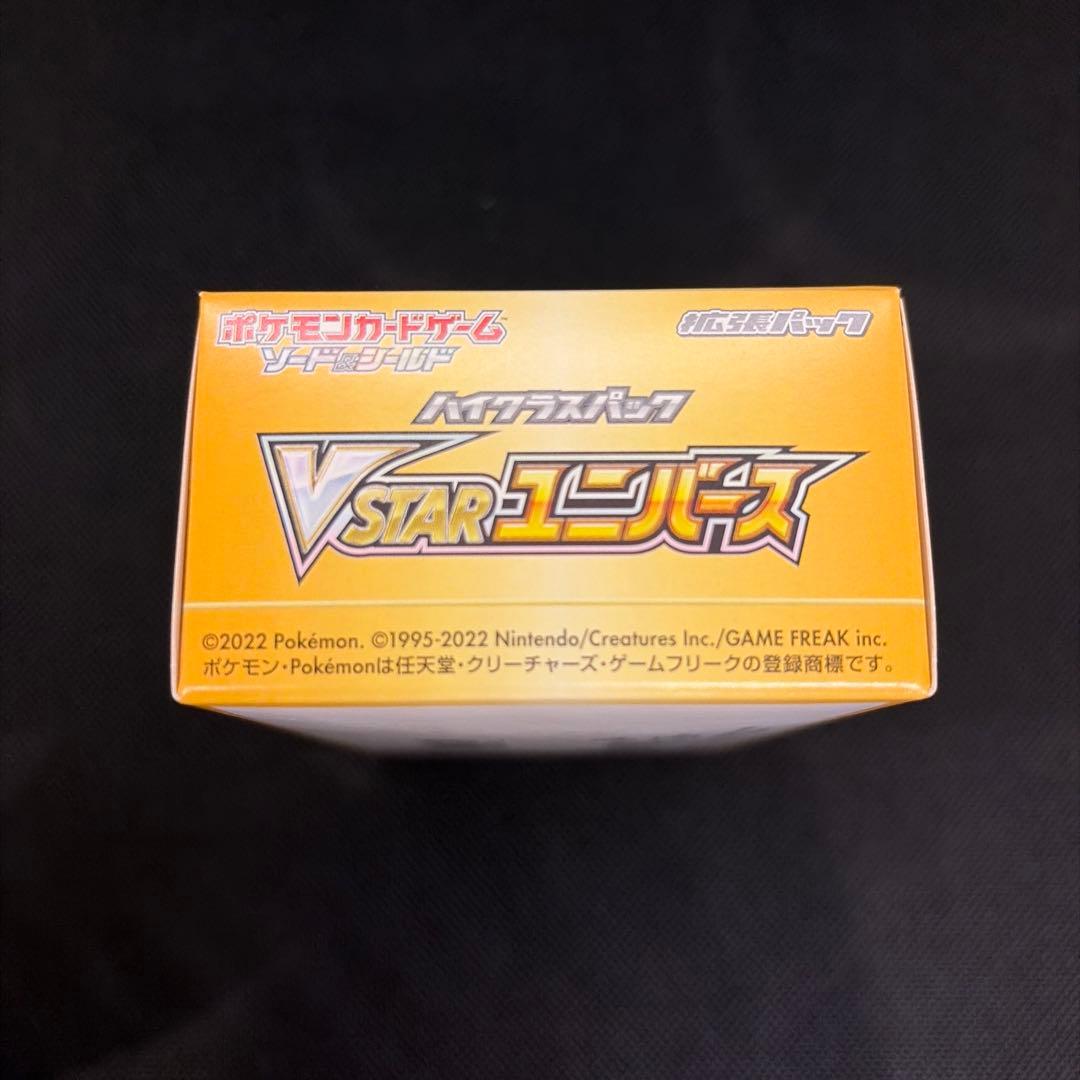 ポケモンカードゲーム™
ソード&シールド
拡張パック
ハイクラスパック
VSTARユニバース
©2022 Pokémon. ©1995-2022 Nintendo/Creatures Inc./GAME FREAK inc.
ポケモン・Pokémonは任天堂・クリーチャーズ・ゲームフリークの登録商標です。